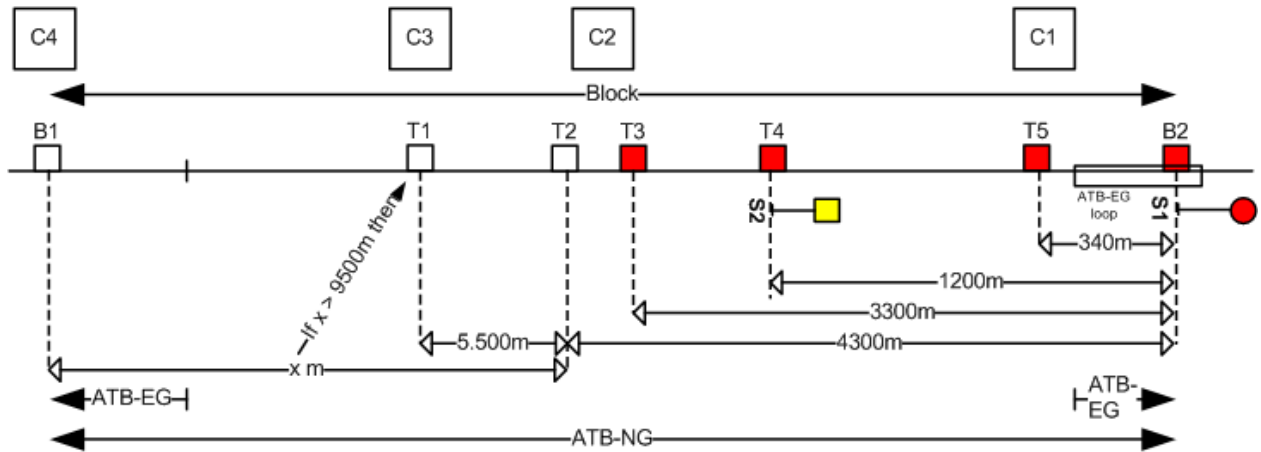 C4
C3
C2
C1
Block
B1
T1
T2
T3
T4
T5
B2
ATB-EG
loop
S2
S1
340m
If x > 9500m then
1200m
3300m
5.500m
4300m
x m
ATB-EG
ATB-
EG
ATB-NG